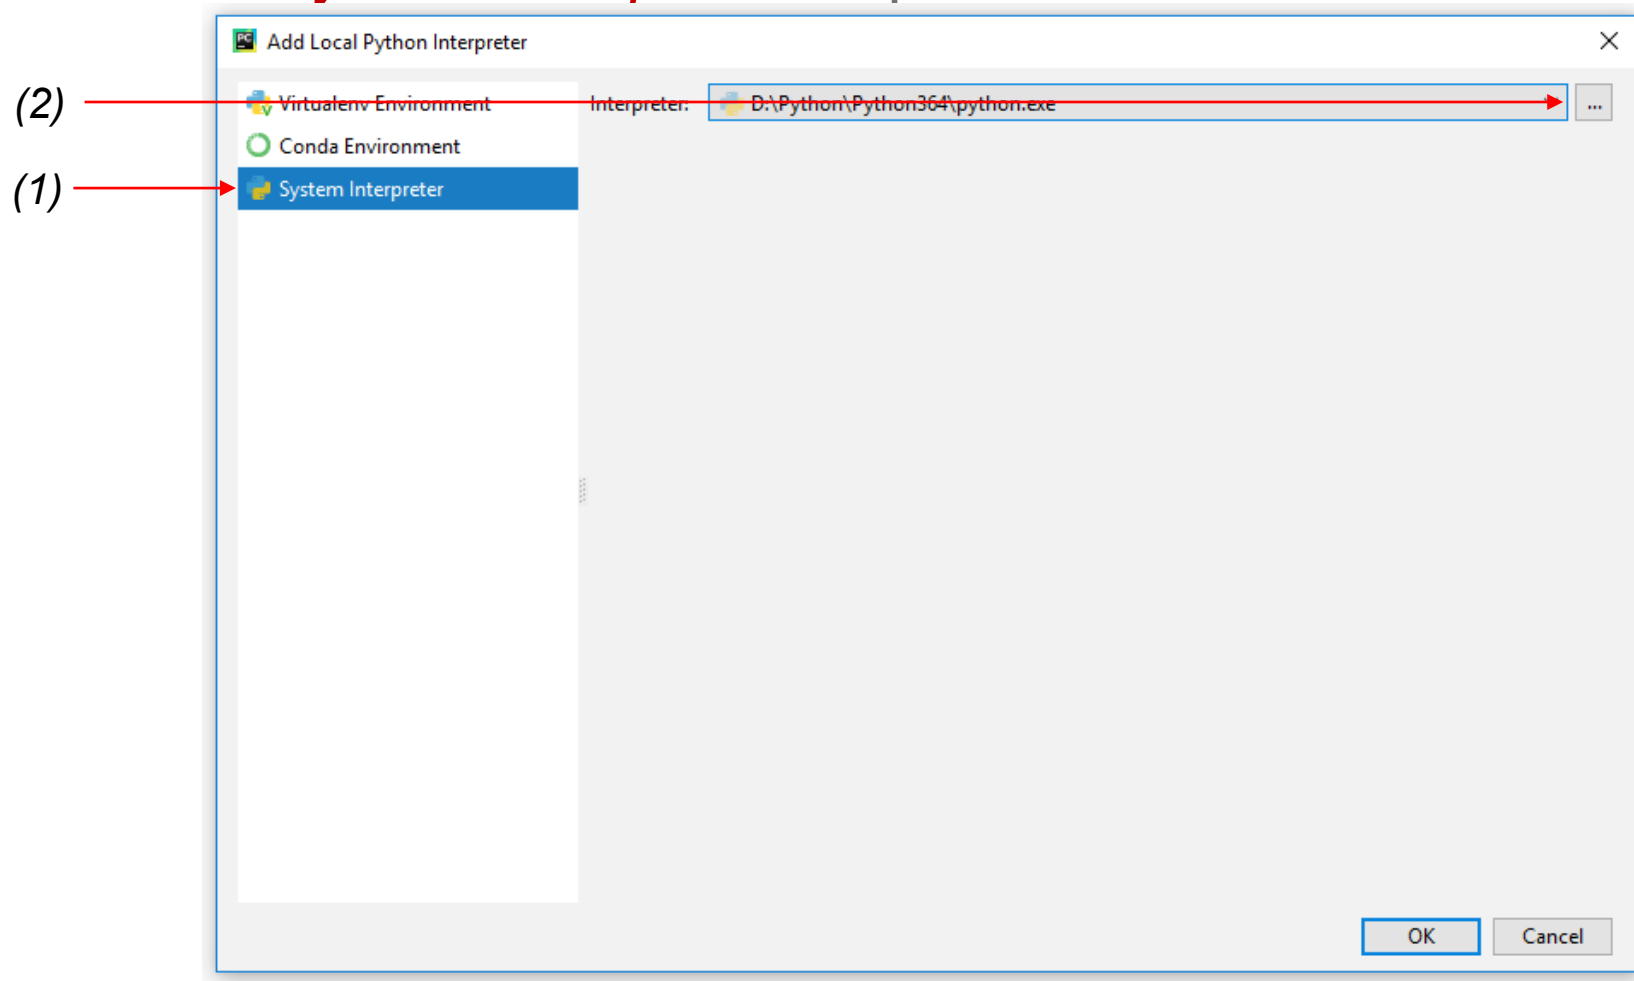 Add Local Python Interpreter
(2)
Virtualenv Environment
Interpreter: D:\Python\Python364\python.exe ...
Conda Environment
(1)
System Interpreter
OK Cancel